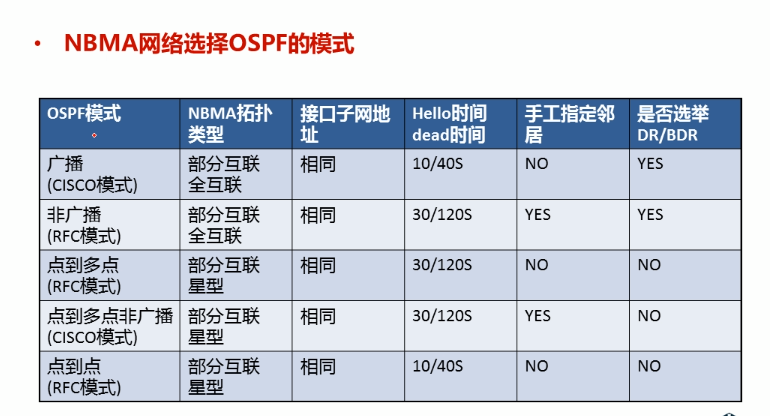 • NBMA网络选择OSPF的模式
OSPF模式 NBMA拓扑类型 接口子网地址 Hello时间 dead时间 手工指定邻居 是否选举DR/BDR
广播 (CISCO模式) 部分互联 全互联 相同 10/40S NO YES
非广播 (RFC模式) 部分互联 全互联 相同 30/120S YES YES
点到多点 (RFC模式) 部分互联 星型 相同 30/120S NO NO
点到多点非广播 (CISCO模式) 部分互联 星型 相同 30/120S YES NO
点到点 (RFC模式) 部分互联 星型 相同 10/40S NO NO